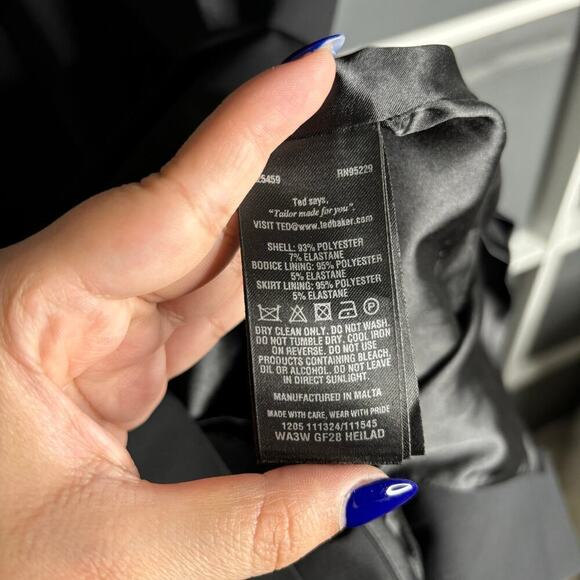 RN95229
Ted says,
"Tailor made for you".
VISIT TED@www.tedbaker.com
SHELL: 93% POLYESTER
7% ELASTANE
BODICE LINING: 95% POLYESTER
5% ELASTANE
SKIRT LINING: 95% POLYESTER
5% ELASTANE
P
DRY CLEAN ONLY. DO NOT WASH.
DO NOT TUMBLE DRY. COOL IRON
ON REVERSE. DO NOT USE
PRODUCTS CONTAINING BLEACH,
OIL OR ALCOHOL. DO NOT LEAVE
IN DIRECT SUNLIGHT.
MANUFACTURED IN MALTA
MADE WITH CARE, WEAR WITH PRIDE
1205 111324/111545
WA3W GF28 HEILAD